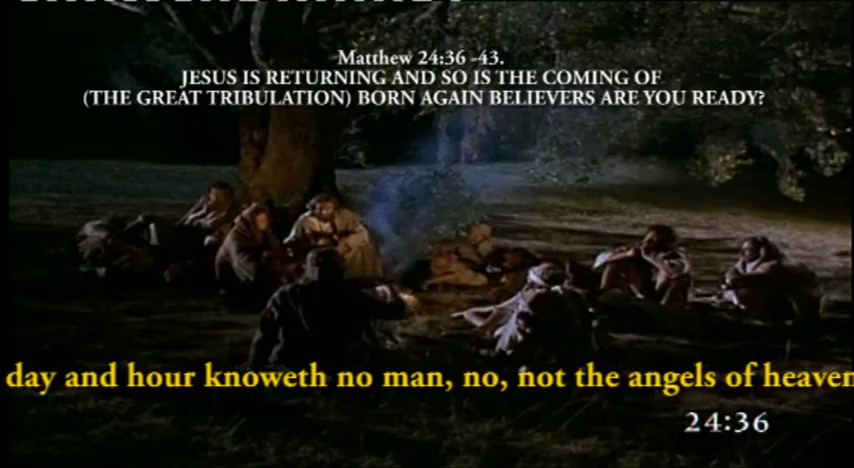 Matthew 24:36 -43.
JESUS IS RETURNING AND SO IS THE COMING OF
(THE GREAT TRIBULATION) BORN AGAIN BELIEVERS ARE YOU READY?
day and hour knoweth no man, no, not the angels of heaven
24:36